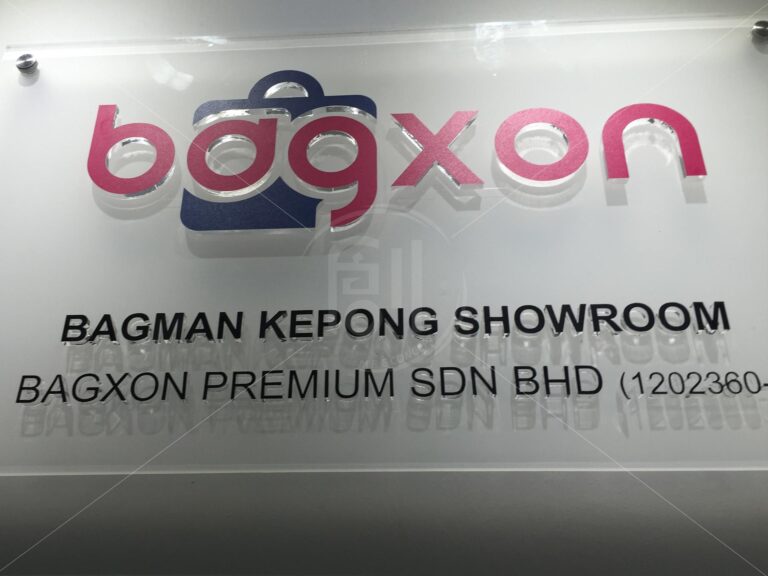 bagxon
BAGMAN KEPONG SHOWROOM
BAGXON PREMIUM SDN BHD (1202360-